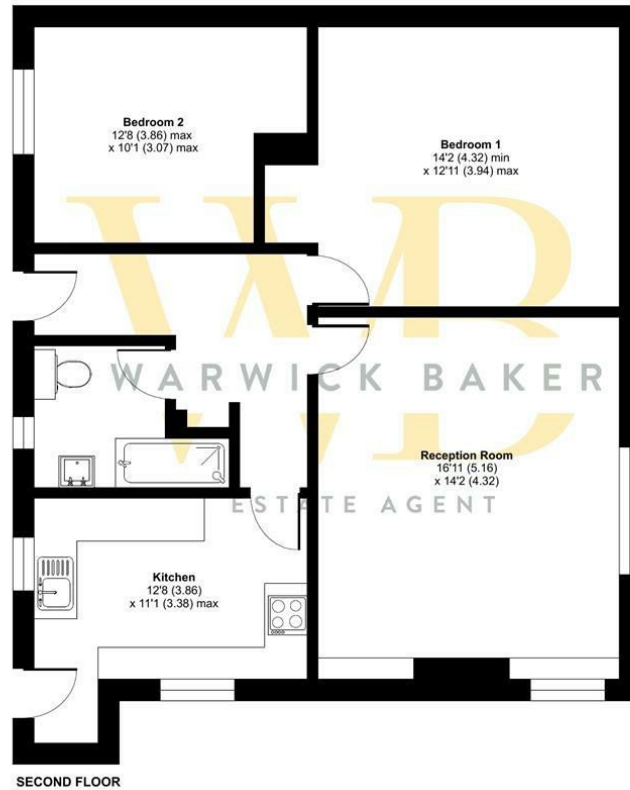 Bedroom 2
12'8 (3.86) max
x 10'1 (3.07) max
Bedroom 1
14'2 (4.32) min
x 12'11 (3.94) max
WB
WARWICK BAKER
ESTATE AGENT
Reception Room
16'11 (5.16)
x 14'2 (4.32)
Kitchen
12'8 (3.86)
x 11'1 (3.38) max
SECOND FLOOR